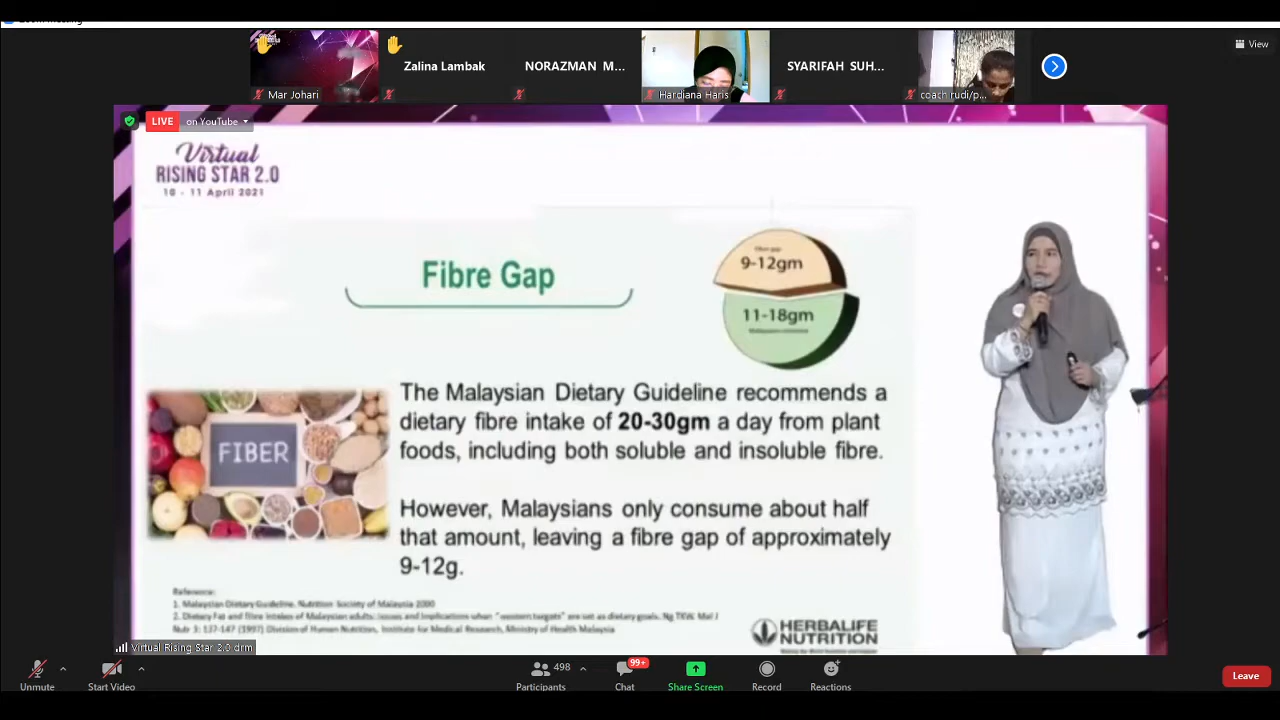 Zoom Meeting
View
Mar Johari
Zalina Lambak
NORAZMAN M...
Hardiana Haris
SYARIFAH SUH...
coach rudi/p...
LIVE on YouTube
Virtual
RISING STAR 2.0
10 - 11 April 2021
Fibre Gap
Fiber gap
9-12gm
11-18gm
FIBER
The Malaysian Dietary Guideline recommends a
dietary fibre intake of 20-30gm a day from plant
foods, including both soluble and insoluble fibre.
However, Malaysians only consume about half
that amount, leaving a fibre gap of approximately
9-12g.
Reference:
1. Malaysian Dietary Guideline. Nutrition Society of Malaysia 2000
2. Dietary Fat and fibre intakes of Malaysian adults: issues and implications when "western targets" are set as dietary goals. Ng TKW. Mal J
Nutr 3: 137-147 (1997) Division of Human Nutrition, Institute for Medical Research, Ministry of Health Malaysia
HERBALIFE
NUTRITION
Virtual Rising Star 2.0 drm
Unmute
Start Video
498
Participants
99+
Chat
Share Screen
Record
Reactions
Leave